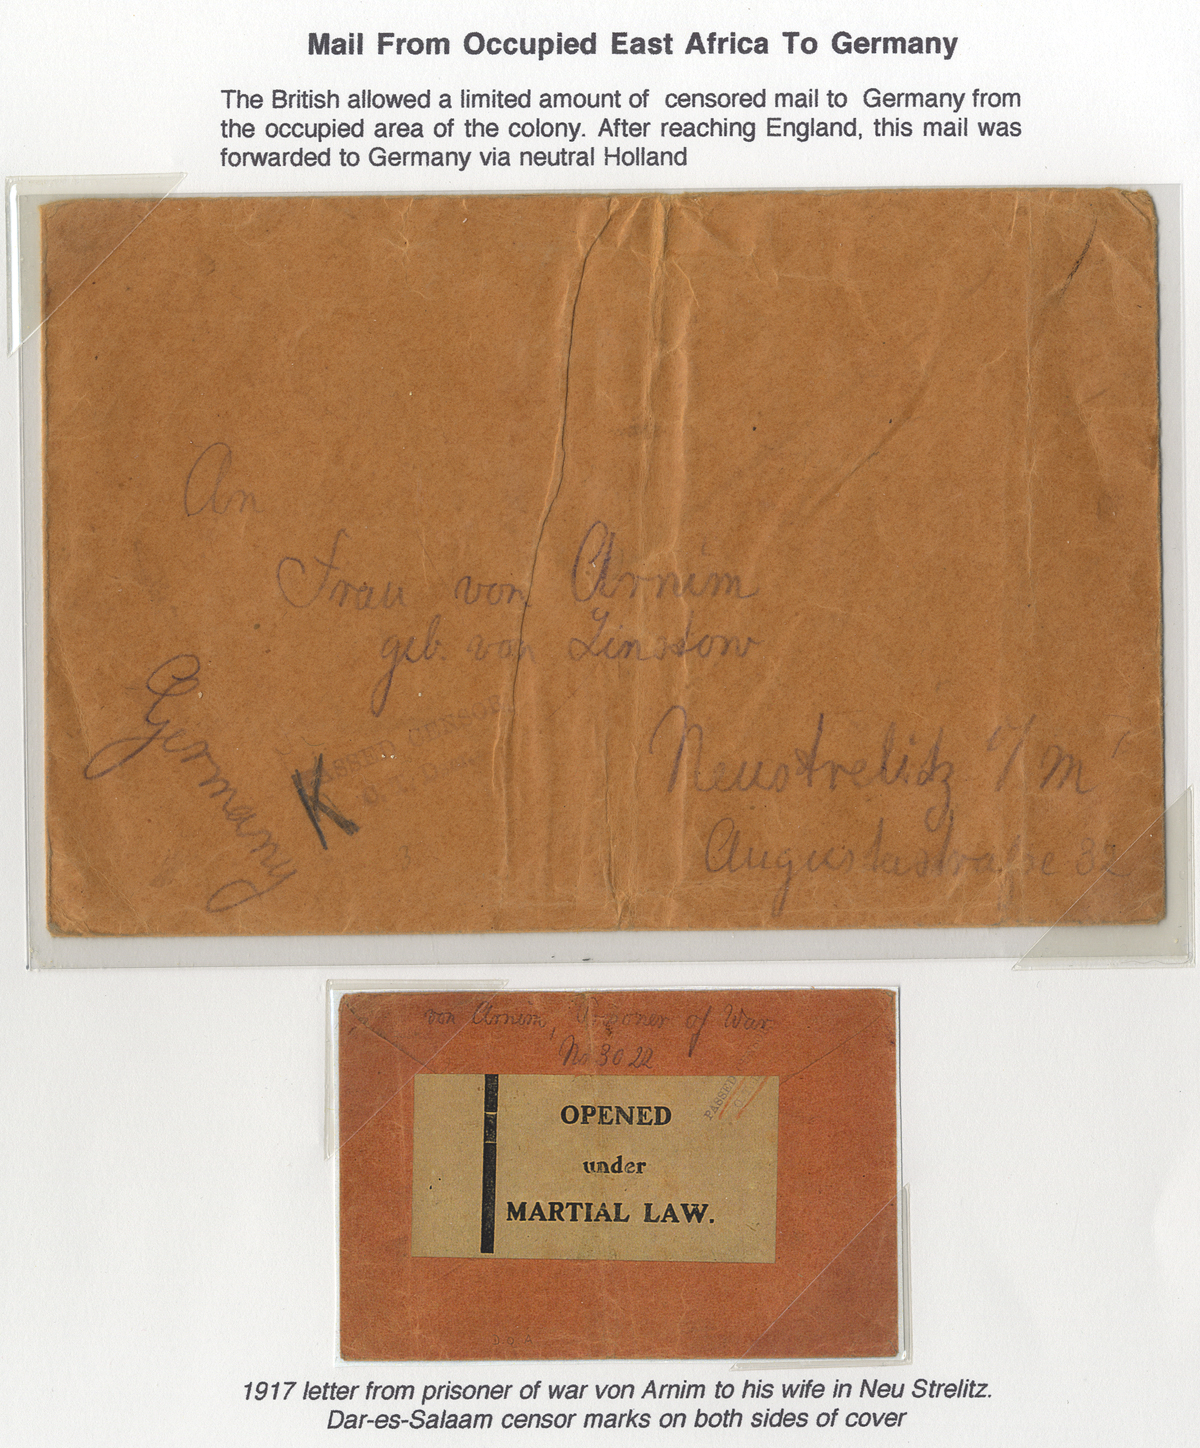 Mail From Occupied East Africa To Germany
The British allowed a limited amount of censored mail to Germany from
the occupied area of the colony. After reaching England, this mail was
forwarded to Germany via neutral Holland
An
Frau von Arnim
geb. von Linstow
Germany
PASSED CENSOR
K
Neustrelitz i/m
Augustastraße 32
von Arnim, Prisoner of War
No 3022
PASSED
OPENED
under
MARTIAL LAW.
1917 letter from prisoner of war von Arnim to his wife in Neu Strelitz.
Dar-es-Salaam censor marks on both sides of cover